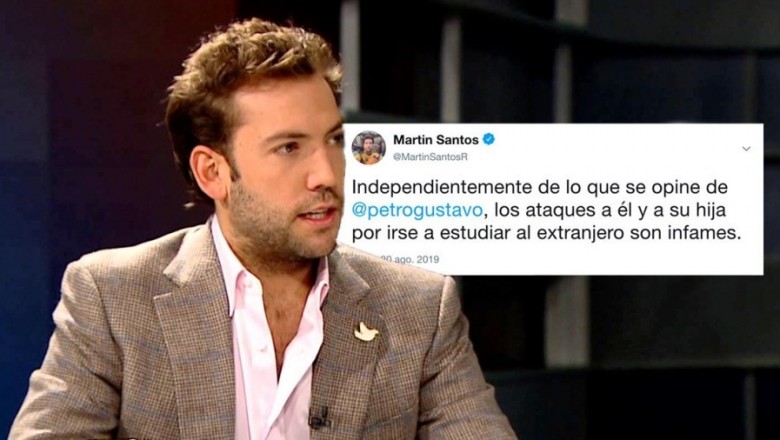 Martin Santos
@MartinSantosR
Independientemente de lo que se opine de
@petrogustavo, los ataques a él y a su hija
por irse a estudiar al extranjero son infames.
20 ago. 2019